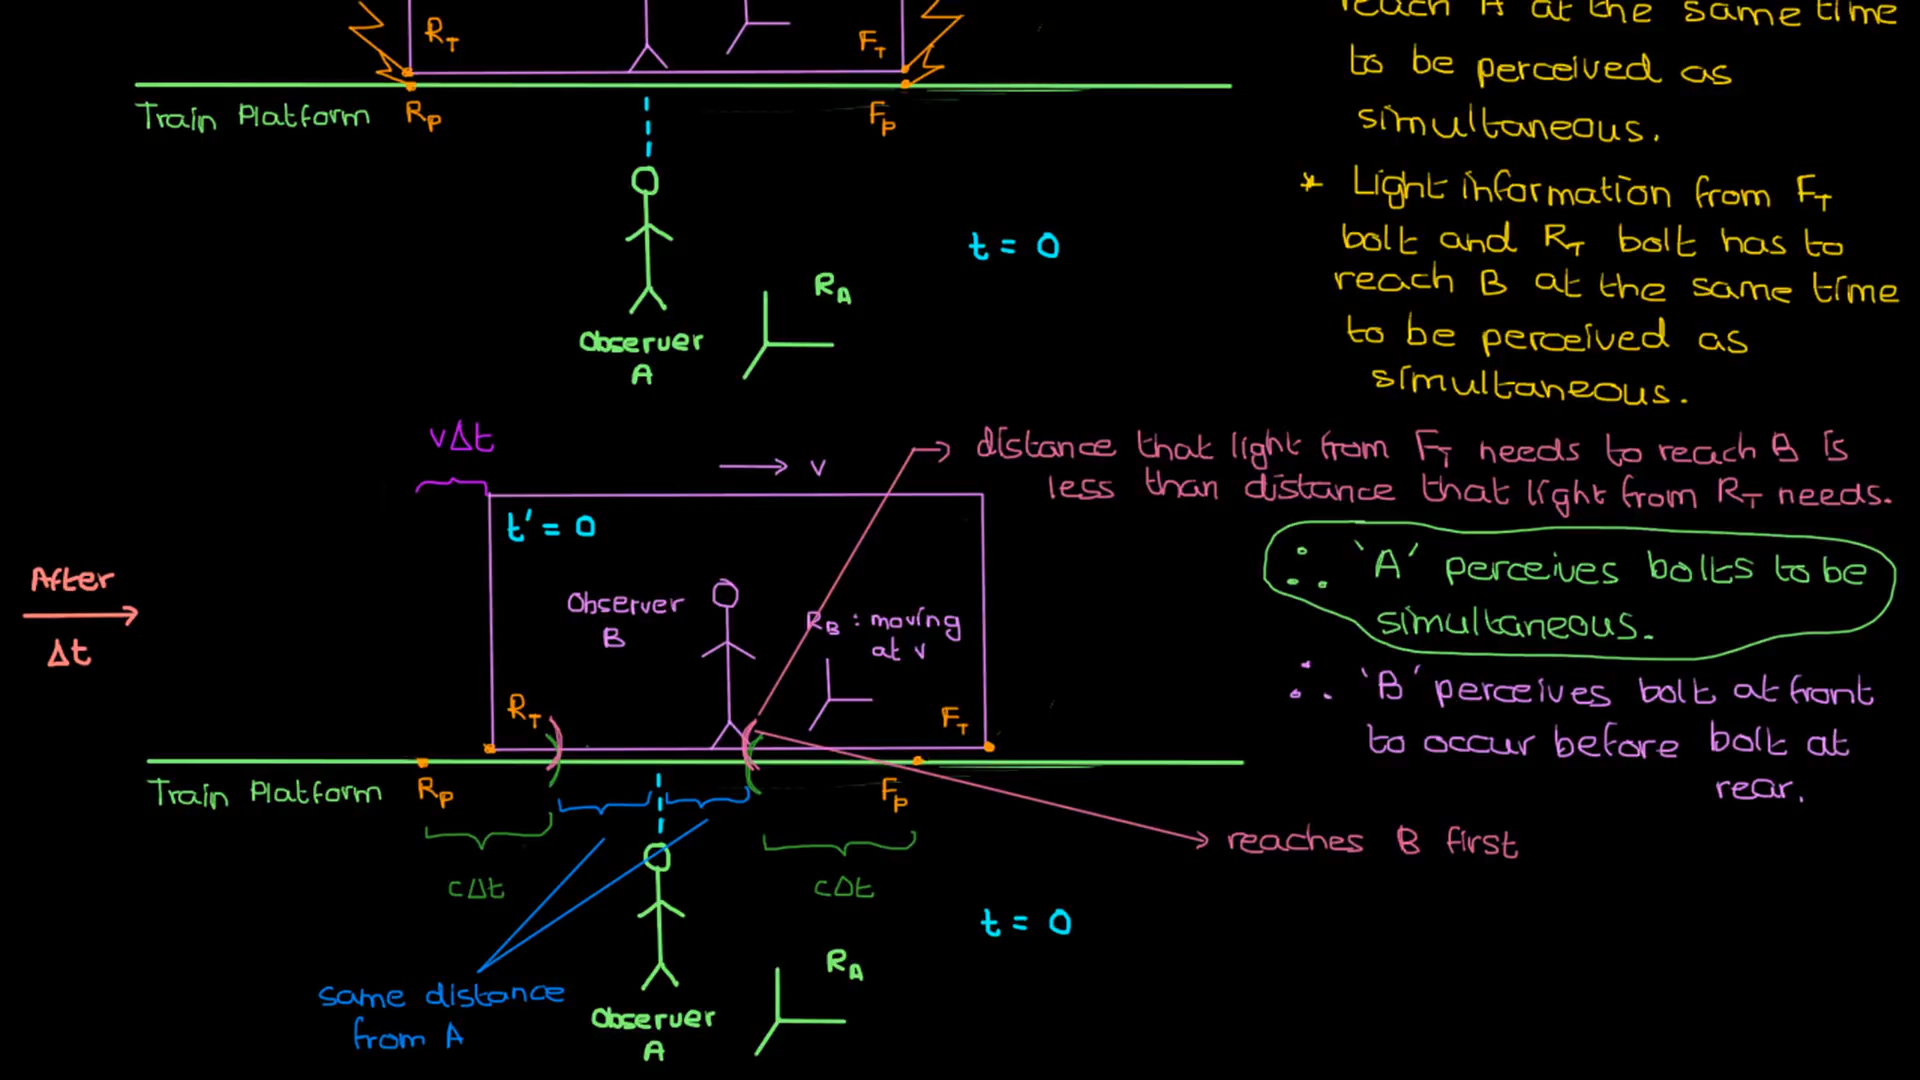 reach A at the same time
to be perceived as
simultaneous.
* Light information from F_T
bolt and R_T bolt has to
reach B at the same time
to be perceived as
simultaneous.
R_T
F_T
Train Platform
R_P
F_P
t = 0
R_A
Observer
A
vΔt
→ v
distance that light from F_T needs to reach B is
less than distance that light from R_T needs.
t' = 0
∴ 'A' perceives bolts to be
simultaneous.
After
Δt
Observer
B
R_B : moving
at v
∴ 'B' perceives bolt at front
to occur before bolt at
rear.
R_T
F_T
Train Platform
R_P
F_P
reaches B first
cΔt
cΔt
t = 0
same distance
from A
R_A
Observer
A